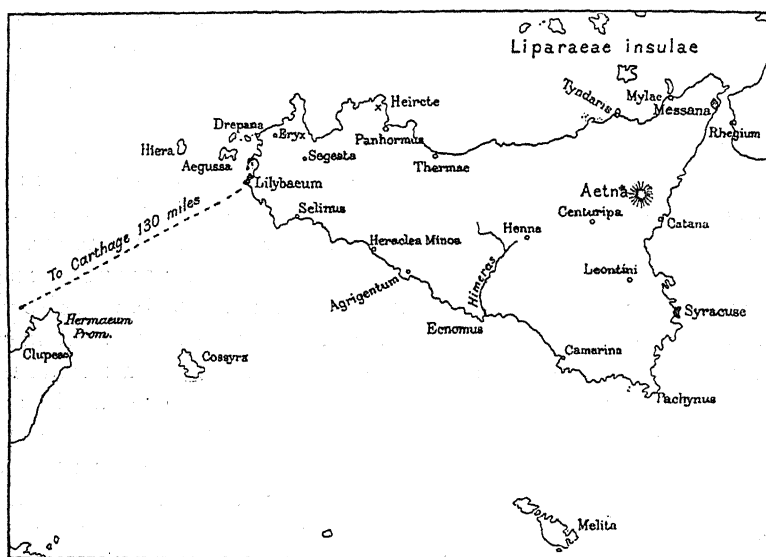 Liparaeae insulae
Tyndaris
Mylae
Messana
Rhegium
Heircte
Drepana
Eryx
Panhormus
Hiera
Aegussa
Segesta
Thermae
Lilybaeum
Aetna
Selinus
Centuripa
Catana
To Carthage 130 miles
Henna
Heraclea Minoa
Himeras
Leontini
Agrigentum
Hermaeum
Prom.
Ecnomus
Syracuse
Clupea
Cossyra
Camarina
Pachynus
Melita